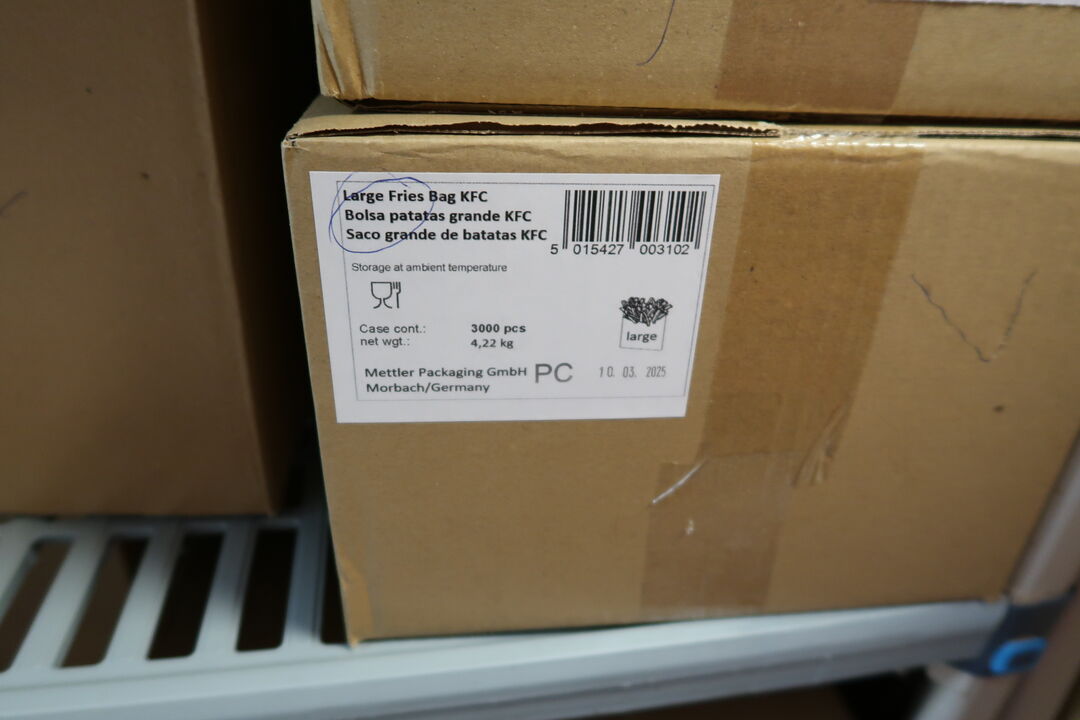 Large Fries Bag KFC
Bolsa patatas grande KFC
Saco grande de batatas KFC
5 015427 003102
Storage at ambient temperature
Case cont.: 3000 pcs
net wgt.: 4,22 kg
large
Mettler Packaging GmbH PC 10. 03. 2025
Morbach/Germany